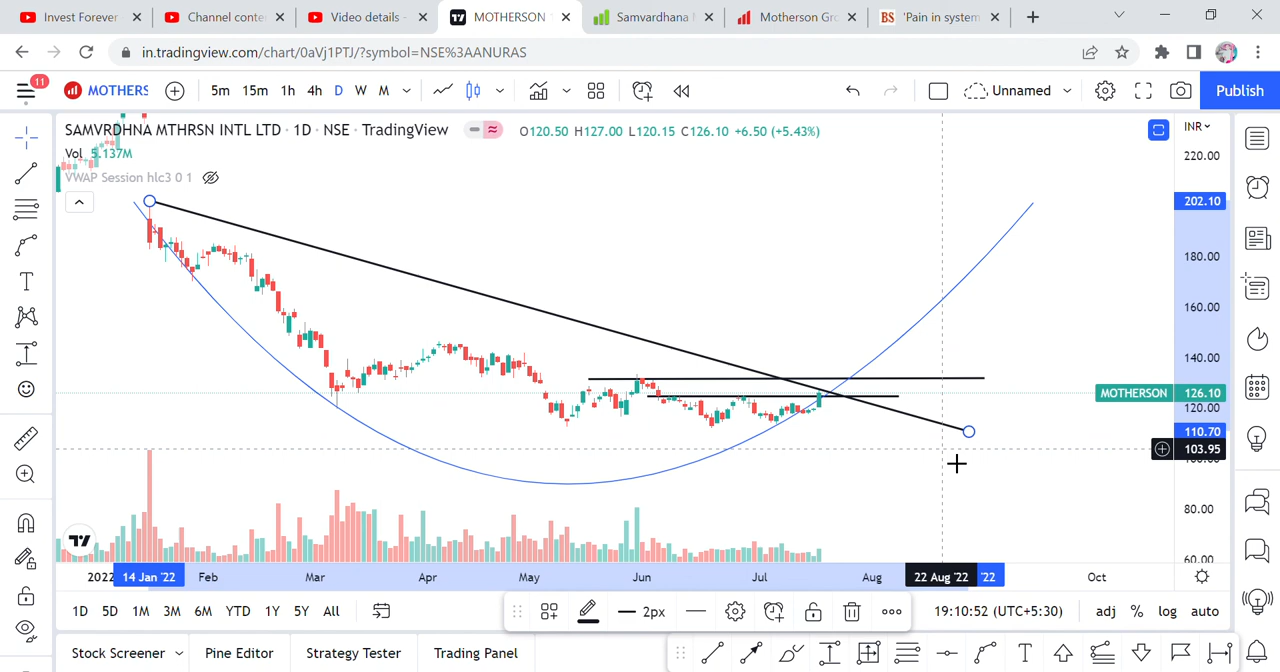 Invest Forever
Channel conte
Video details -
MOTHERSON
Samvardhana
Motherson Gr
BS 'Pain in system
in.tradingview.com/chart/0aVj1PTJ/?symbol=NSE%3AANURAS
11 MOTHERS 5m 15m 1h 4h D W M Unnamed Publish
SAMVRDHNA MTHRSN INTL LTD · 1D · NSE · TradingView O120.50 H127.00 L120.15 C126.10 +6.50 (+5.43%) INR
Vol 5.137M
VWAP Session hlc3 0 1
220.00
202.10
180.00
160.00
140.00
MOTHERSON 126.10
120.00
110.70
103.95
80.00
60.00
2022 14 Jan '22 Feb Mar Apr May Jun Jul Aug 22 Aug '22 '22 Oct
1D 5D 1M 3M 6M YTD 1Y 5Y All 2px 19:10:52 (UTC+5:30) adj % log auto
Stock Screener Pine Editor Strategy Tester Trading Panel